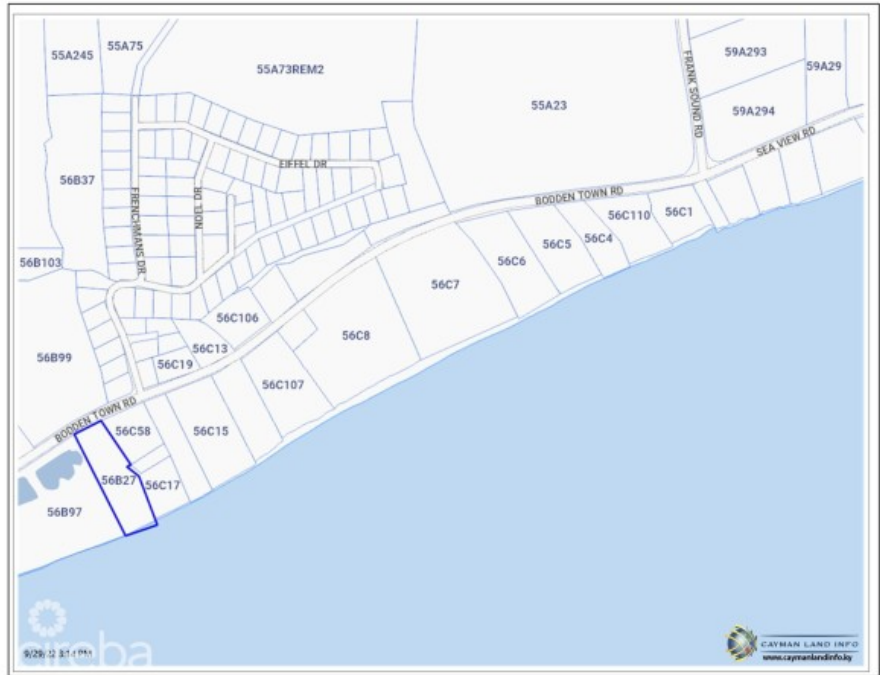 55A245
55A75
55A73REM2
55A23
FRANK SOUND RD
59A293
59A29
59A294
SEA VIEW RD
56B37
FRENCHMANS DR
NOEL DR
EIFFEL DR
BODDEN TOWN RD
56C110
56C1
56C4
56C5
56C6
56B103
56C7
56C106
56C8
56C13
56C19
56B99
56C107
BODDEN TOWN RD
56C58
56C15
56B27
56C17
56B97
cireba
CAYMAN LAND INFO
www.caymanlandinfo.ky